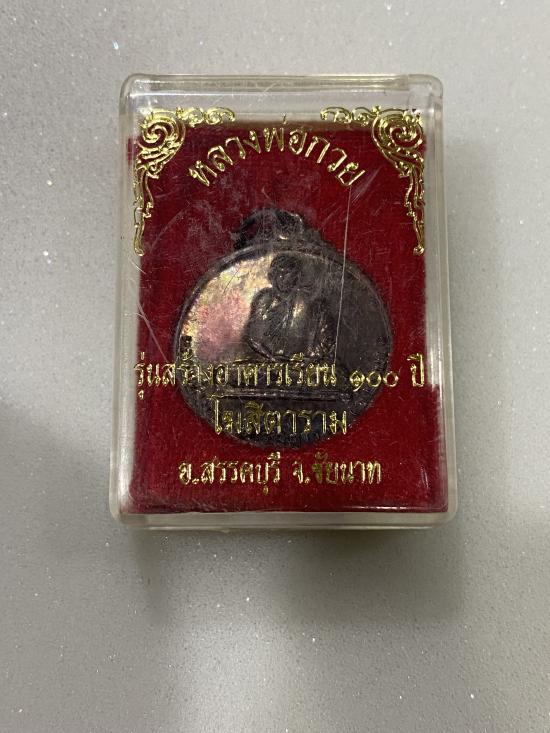 หลวงพ่อกวย
รุ่นสร้างอาคารเรียน ๑๐๐ ปี
โฆสิตาราม
อ.สรรคบุรี จ.ชัยนาท